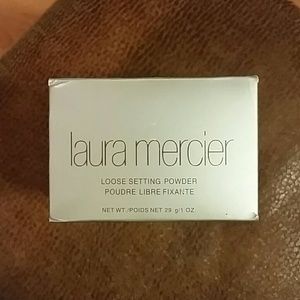 laura mercier
LOOSE SETTING POWDER
POUDRE LIBRE FIXANTE
NET WT./POIDS NET 29 g/1 OZ.